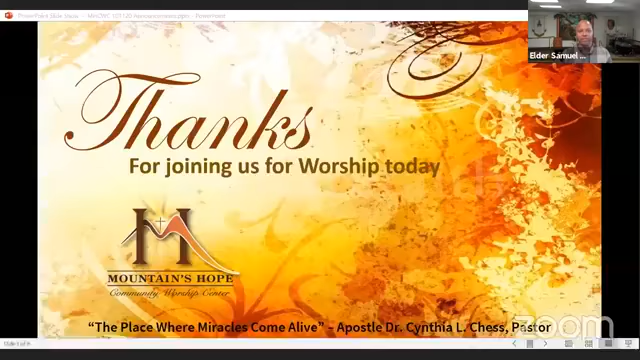 Elder Samuel
Thanks
For joining us for Worship today
MOUNTAIN'S HOPE
Community Worship Center
"The Place Where Miracles Come Alive" – Apostle Dr. Cynthia L. Chess, Pastor
zoom